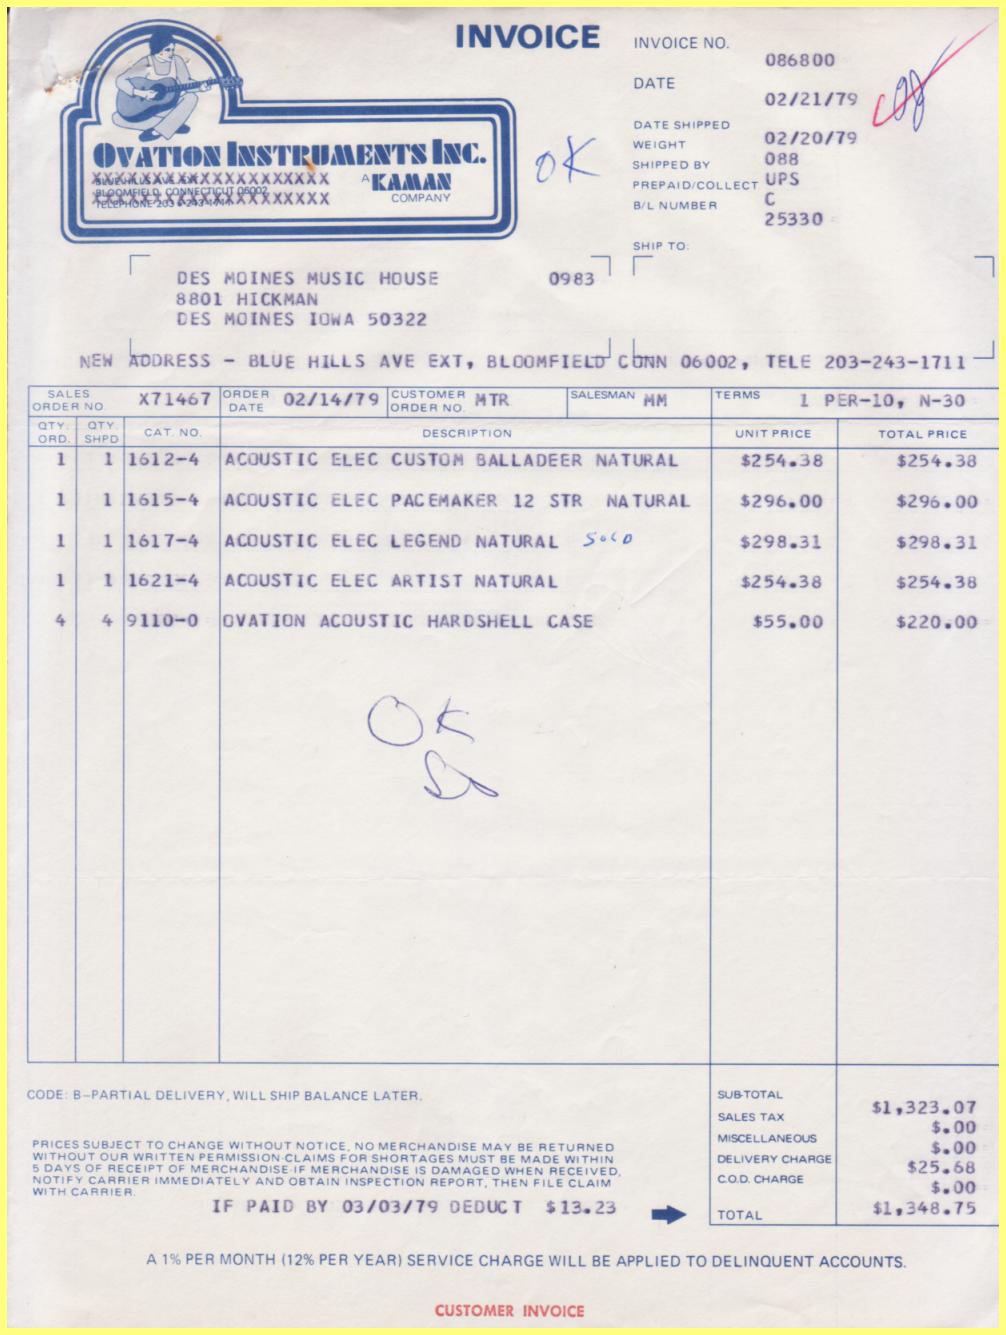 INVOICE
INVOICE NO. 086800
DATE 02/21/79
DATE SHIPPED 02/20/79
WEIGHT 088
SHIPPED BY UPS
PREPAID/COLLECT C
B/L NUMBER 25330
OK
OVATION INSTRUMENTS INC.
XXXXXXXXXXXXXXXXXXXX
BLUE HILLS AVE. EXT.
BLOOMFIELD, CONNECTICUT 06002
XXXXXXXXXXXXXXXXXXXX
TELEPHONE 203-243-1711
A KAMAN
COMPANY
SHIP TO:
DES MOINES MUSIC HOUSE 0983
8801 HICKMAN
DES MOINES IOWA 50322
NEW ADDRESS - BLUE HILLS AVE EXT, BLOOMFIELD CONN 06002, TELE 203-243-1711
SALES ORDER NO. X71467 ORDER DATE 02/14/79 CUSTOMER ORDER NO. MTR SALESMAN MM TERMS 1 PER-10, N-30
QTY. ORD. QTY. SHPD CAT. NO. DESCRIPTION UNIT PRICE TOTAL PRICE
1 1 1612-4 ACOUSTIC ELEC CUSTOM BALLADEER NATURAL $254.38 $254.38
1 1 1615-4 ACOUSTIC ELEC PACEMAKER 12 STR NATURAL $296.00 $296.00
1 1 1617-4 ACOUSTIC ELEC LEGEND NATURAL SOLD $298.31 $298.31
1 1 1621-4 ACOUSTIC ELEC ARTIST NATURAL $254.38 $254.38
4 4 9110-0 OVATION ACOUSTIC HARDSHELL CASE $55.00 $220.00
OK
CODE: B-PARTIAL DELIVERY, WILL SHIP BALANCE LATER.
SUB-TOTAL $1,323.07
SALES TAX $.00
MISCELLANEOUS $.00
DELIVERY CHARGE $25.68
C.O.D. CHARGE $.00
TOTAL $1,348.75
PRICES SUBJECT TO CHANGE WITHOUT NOTICE, NO MERCHANDISE MAY BE RETURNED
WITHOUT OUR WRITTEN PERMISSION-CLAIMS FOR SHORTAGES MUST BE MADE WITHIN
5 DAYS OF RECEIPT OF MERCHANDISE-IF MERCHANDISE IS DAMAGED WHEN RECEIVED,
NOTIFY CARRIER IMMEDIATELY AND OBTAIN INSPECTION REPORT, THEN FILE CLAIM
WITH CARRIER.
IF PAID BY 03/03/79 DEDUCT $13.23
A 1% PER MONTH (12% PER YEAR) SERVICE CHARGE WILL BE APPLIED TO DELINQUENT ACCOUNTS.
CUSTOMER INVOICE